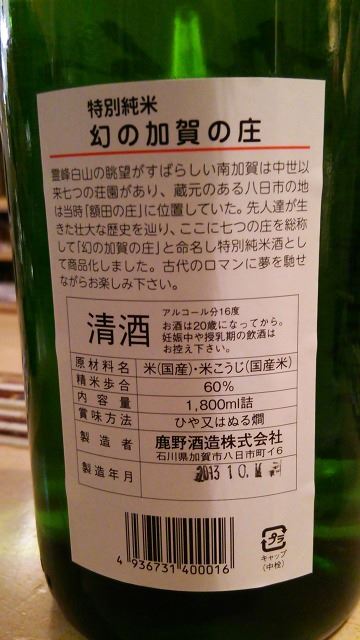 特別純米
幻の加賀の庄
霊峰白山の眺望がすばらしい南加賀は中世以
来七つの荘園があり、蔵元のある八日市の地
は当時「額田の庄」に位置していた。先人達が生
きた壮大な歴史を辿り、ここに七つの庄を総称
して「幻の加賀の庄」と命名し特別純米酒とし
て商品化しました。古代のロマンに夢を馳せ
ながらお楽しみ下さい。
清酒
アルコール分16度
お酒は20歳になってから。
妊娠中や授乳期の飲酒は
お控え下さい。
原材料名 米(国産)・米こうじ(国産米)
精米歩合 60%
内容量 1,800ml詰
賞味方法 ひや又はぬる燗
製造者 鹿野酒造株式会社
石川県加賀市八日市町イ6
製造年月 2013 10.
4 936731 400016
プラ
キャップ
(中栓)